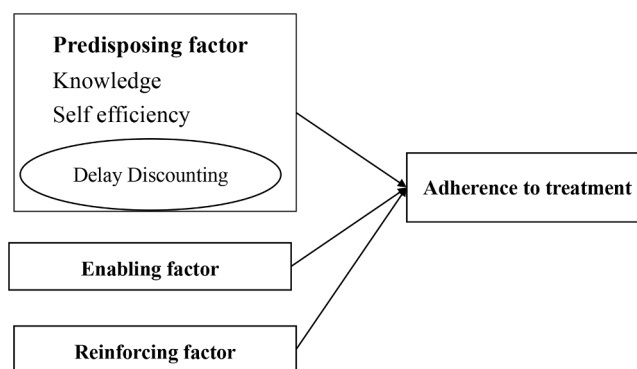 Predisposing factor
Knowledge
Self efficiency
Delay Discounting
Adherence to treatment
Enabling factor
Reinforcing factor